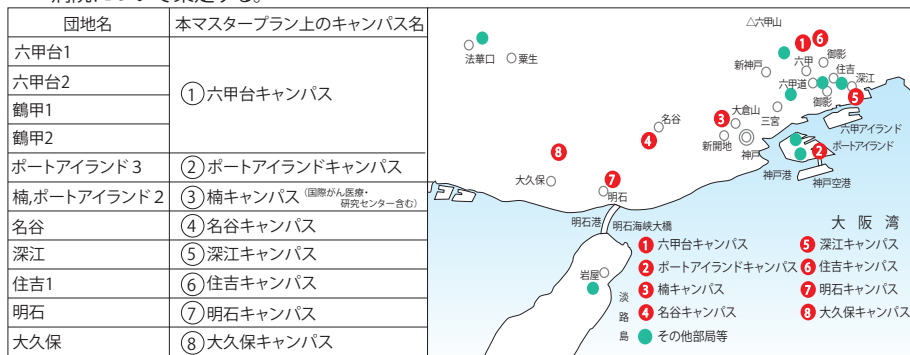 団地名 本マスタープラン上のキャンパス名
六甲台1
六甲台2
鶴甲1
鶴甲2
①六甲台キャンパス
ポートアイランド3 ②ポートアイランドキャンパス
楠,ポートアイランド2 ③楠キャンパス(国際がん医療・研究センター含む)
名谷 ④名谷キャンパス
深江 ⑤深江キャンパス
住吉1 ⑥住吉キャンパス
明石 ⑦明石キャンパス
大久保 ⑧大久保キャンパス
△六甲山
1 6
法華口 粟生
新神戸 六甲 御影
六甲道 住吉
御影 深江
5
三宮
大倉山
3
新開地 神戸
名谷
4
六甲アイランド
ポートアイランド
2
神戸港 神戸空港
8
大久保
7
明石
明石港 明石海峡大橋
大阪湾
岩屋
淡路島
1 六甲台キャンパス
2 ポートアイランドキャンパス
3 楠キャンパス
4 名谷キャンパス
その他部局等
5 深江キャンパス
6 住吉キャンパス
7 明石キャンパス
8 大久保キャンパス